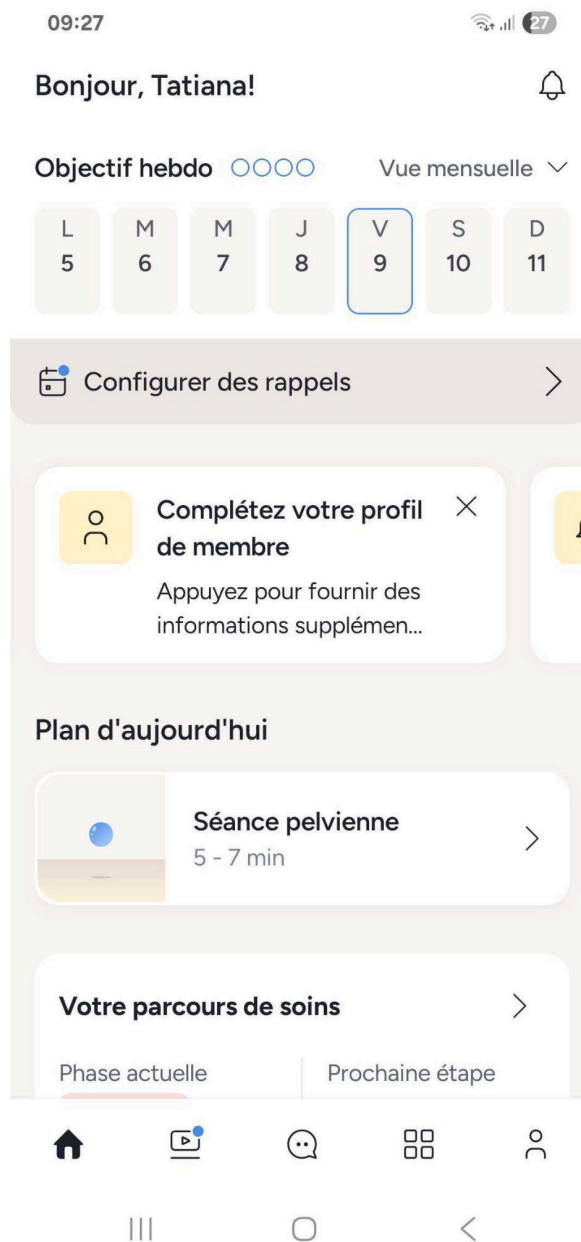 09:27
27
Bonjour, Tatiana!
Objectif hebdo Vue mensuelle
L M M J V S D
5 6 7 8 9 10 11
Configurer des rappels
Complétez votre profil
de membre
Appuyez pour fournir des
informations supplémen...
Plan d'aujourd'hui
Séance pelvienne
5 - 7 min
Votre parcours de soins
Phase actuelle Prochaine étape